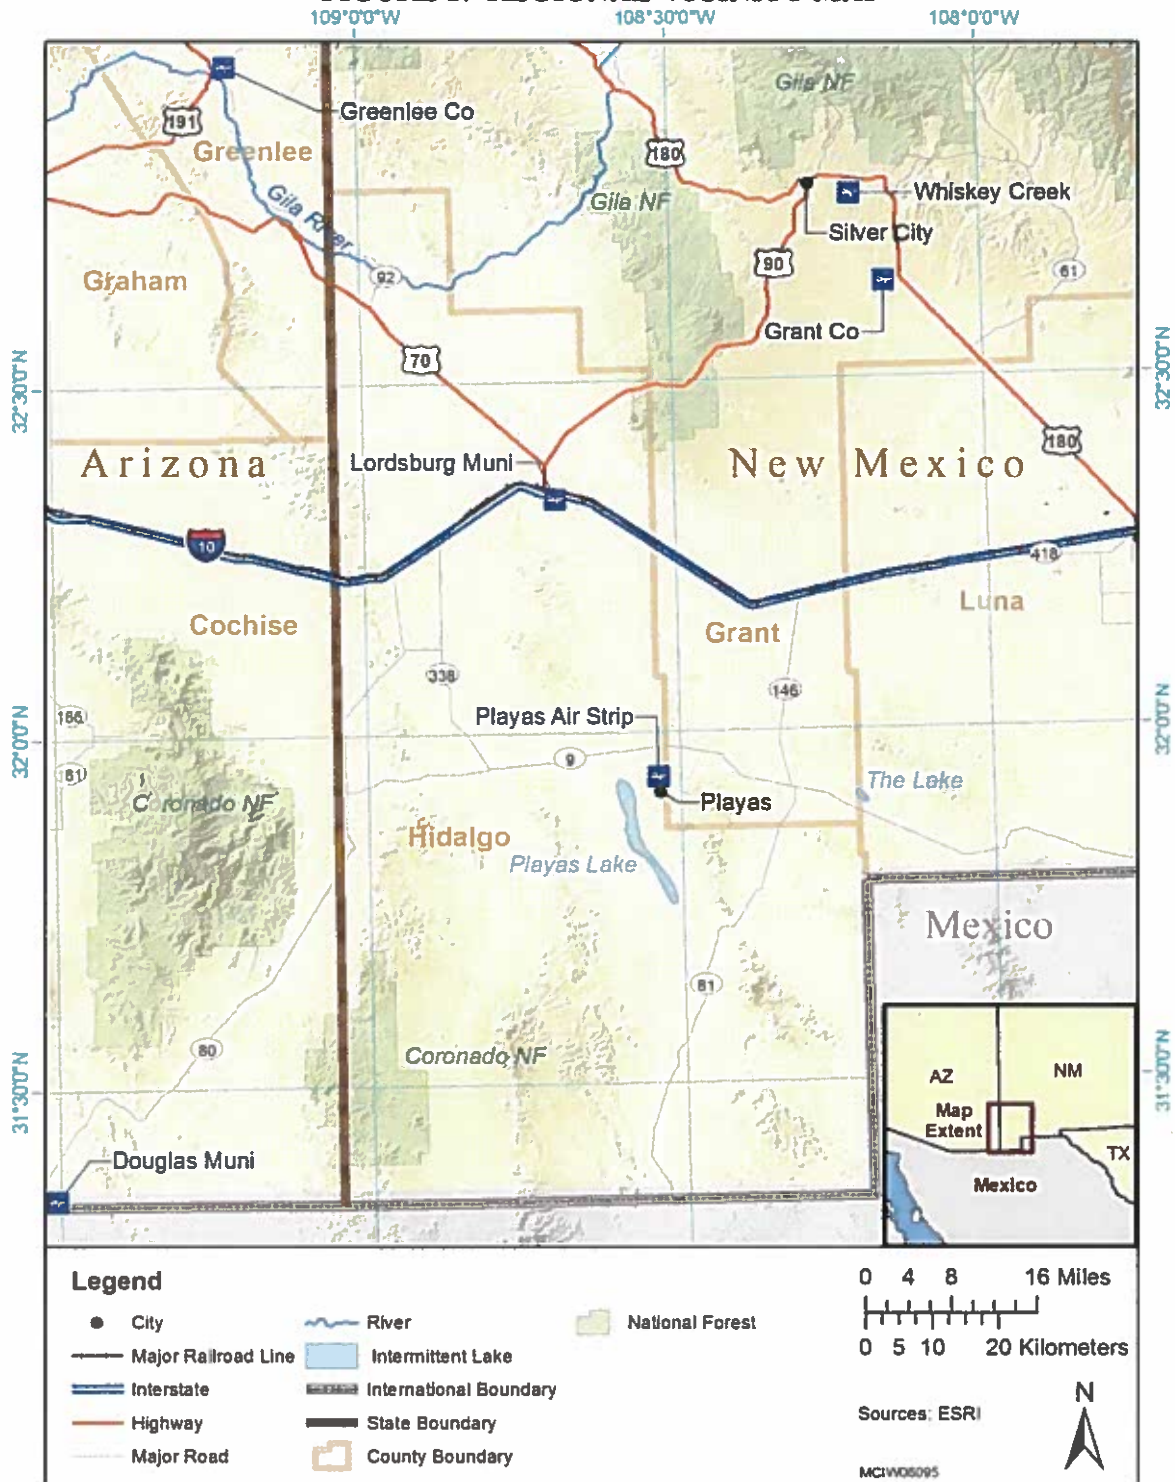 109°0'0"W
108°30'0"W
108°0'0"W
Gila NF
Greenlee Co
191
Greenlee
180
Gila River
Gila NF
Whiskey Creek
Silver City
90
92
61
Graham
Grant Co
70
32°30'0"N
32°30'0"N
180
Arizona
Lordsburg Muni
New Mexico
10
418
Cochise
Grant
Luna
338
146
186
Playas Air Strip
32°0'0"N
32°0'0"N
9
181
The Lake
Coronado NF
Playas
Hidalgo
Playas Lake
Mexico
81
80
Coronado NF
31°30'0"N
31°30'0"N
AZ
NM
Map
Extent
TX
Mexico
Douglas Muni
Legend
City
Major Railroad Line
Interstate
Highway
Major Road
River
Intermittent Lake
International Boundary
State Boundary
County Boundary
National Forest
0 4 8 16 Miles
0 5 10 20 Kilometers
Sources: ESRI
N
MCIW06095